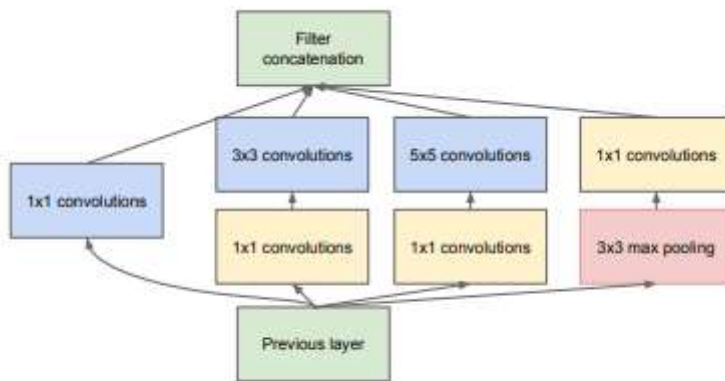 Filter
concatenation
3x3 convolutions
5x5 convolutions
1x1 convolutions
1x1 convolutions
1x1 convolutions
1x1 convolutions
3x3 max pooling
Previous layer